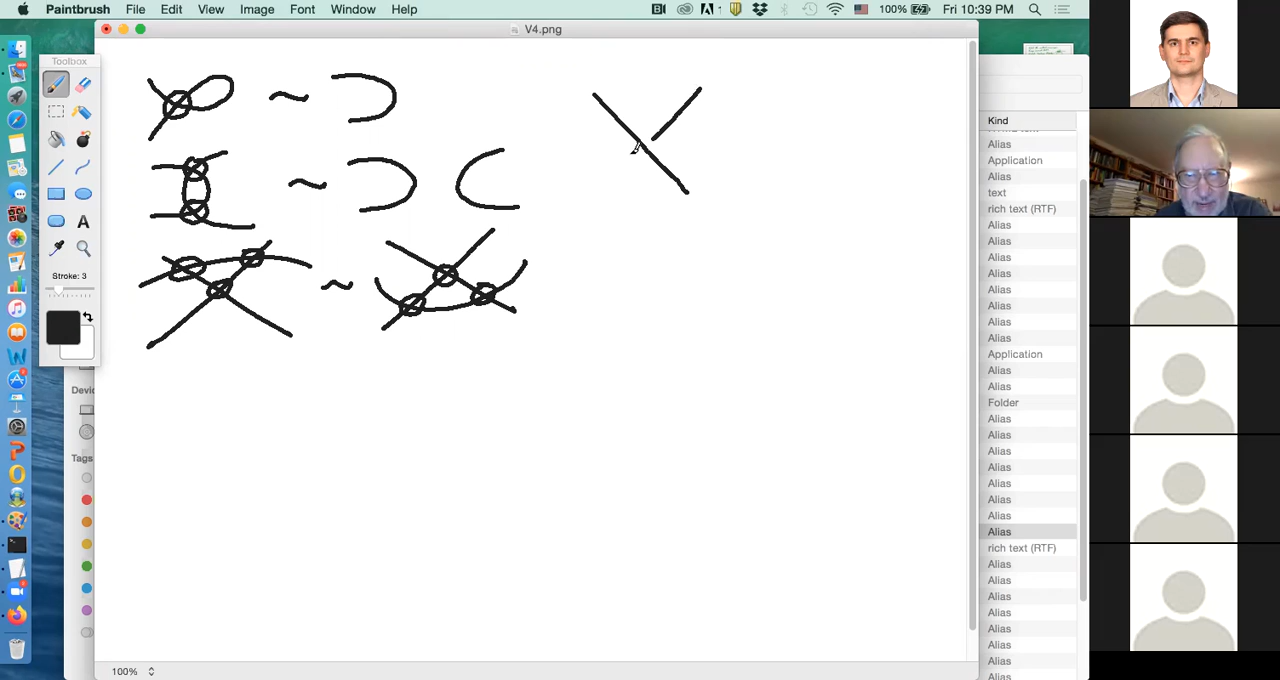 Paintbrush File Edit View Image Font Window Help 100% Fri 10:39 PM
V4.png
Toolbox
A
Stroke: 3
Kind
Alias
Application
Alias
text
rich text (RTF)
Alias
Alias
Alias
Alias
Alias
Alias
Alias
Alias
Application
Alias
Alias
Folder
Alias
Alias
Alias
Alias
Alias
Alias
Alias
Alias
rich text (RTF)
Alias
Alias
Alias
Alias
Alias
Alias
Alias
Alias
Devic
Tags
~
~
~
100%